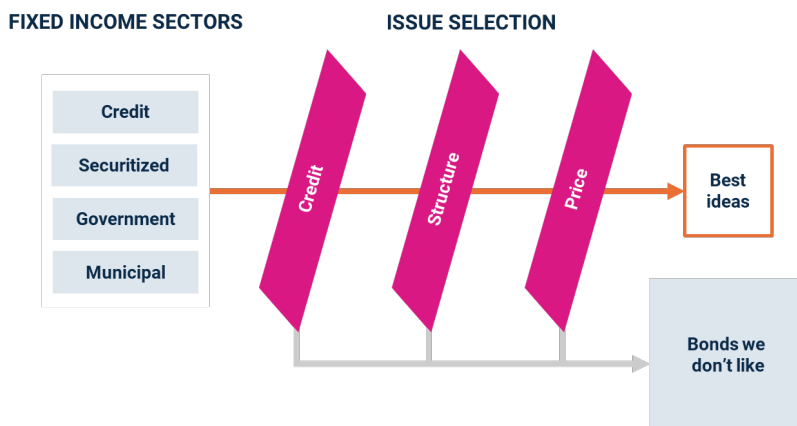 FIXED INCOME SECTORS
ISSUE SELECTION
Credit
Securitized
Government
Municipal
Credit
Structure
Price
Best
ideas
Bonds we
don’t like